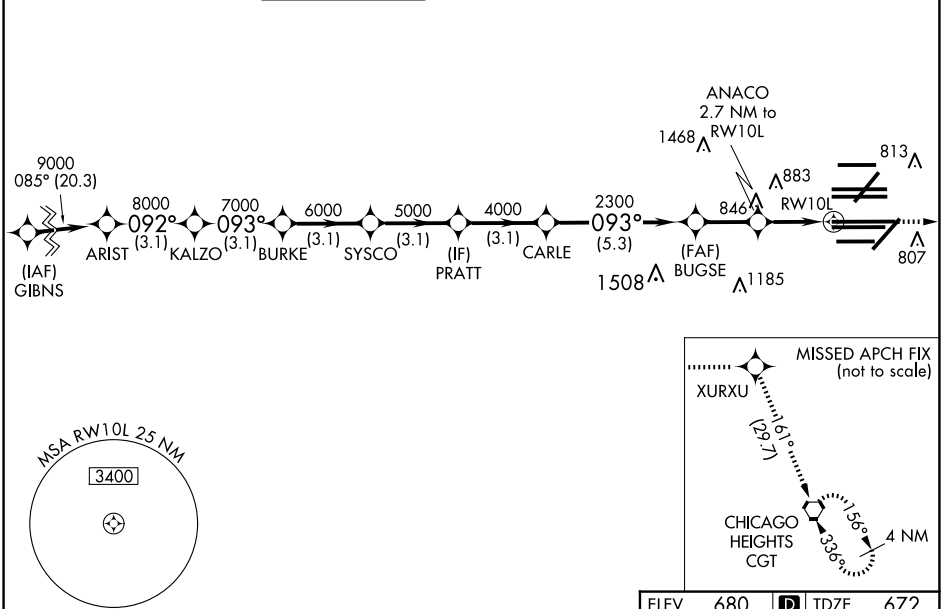 ANACO
2.7 NM to
RW10L
1468
813
883
9000
085° (20.3)
8000
7000
6000
5000
4000
2300
846
RW10L
092°
093°
093°
(3.1)
(3.1)
(3.1)
(3.1)
(3.1)
(5.3)
ARIST
KALZO
BURKE
SYSCO
(IF)
PRATT
CARLE
(FAF)
BUGSE
807
(IAF)
GIBNS
1508
1185
MISSED APCH FIX
(not to scale)
XURXU
161°
(29.7)
MSA RW10L 25 NM
3400
CHICAGO
HEIGHTS
CGT
156°
336°
4 NM
ELEV 680 D TDZE 672